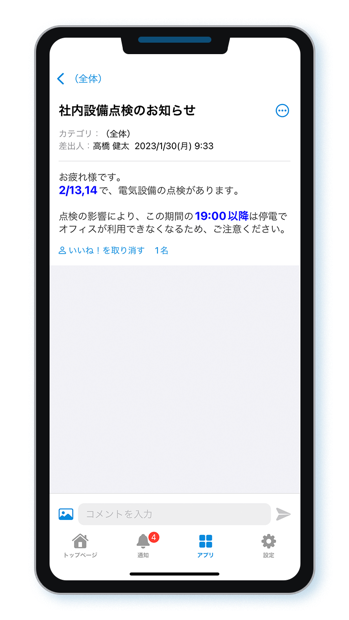 （全体）
社内設備点検のお知らせ
カテゴリ：（全体）
差出人：高橋 健太 2023/1/30(月) 9:33
お疲れ様です。
2/13,14で、電気設備の点検があります。
点検の影響により、この期間の19:00以降は停電で
オフィスが利用できなくなるため、ご注意ください。
いいね！を取り消す 1名
コメントを入力
4
トップページ 通知 アプリ 設定